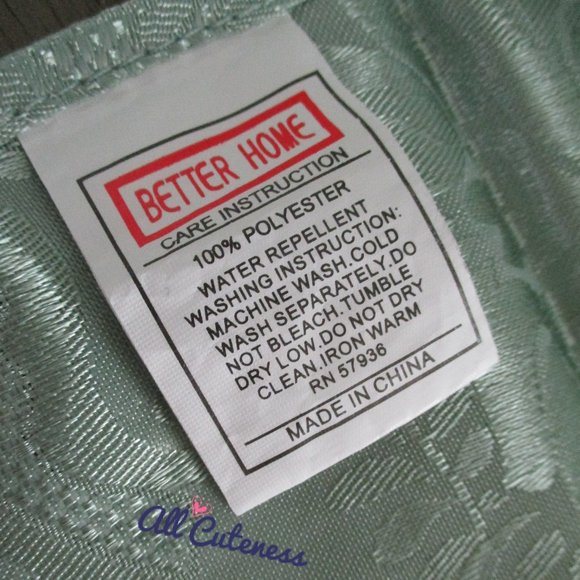 BETTER HOME
CARE INSTRUCTION
100% POLYESTER
WATER REPELLENT
WASHING INSTRUCTION:
MACHINE WASH.COLD
WASH SEPARATELY.DO
NOT BLEACH.TUMBLE
DRY LOW.DO NOT DRY
CLEAN.IRON WARM
RN 57936
MADE IN CHINA
All Cuteness